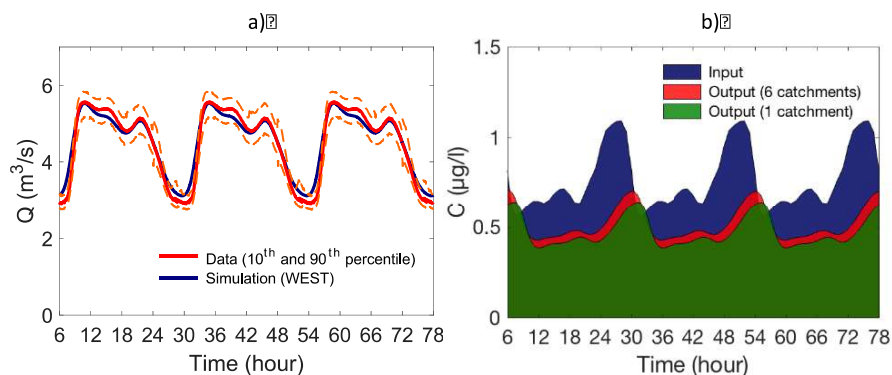 a)
b)
6
4
2
0
Q (m³/s)
Data (10th and 90th percentile)
Simulation (WEST)
6 12 18 24 30 36 42 48 54 60 66 72 78
Time (hour)
1.5
1
0.5
0
C (µg/l)
Input
Output (6 catchments)
Output (1 catchment)
6 12 18 24 30 36 42 48 54 60 66 72 78
Time (hour)